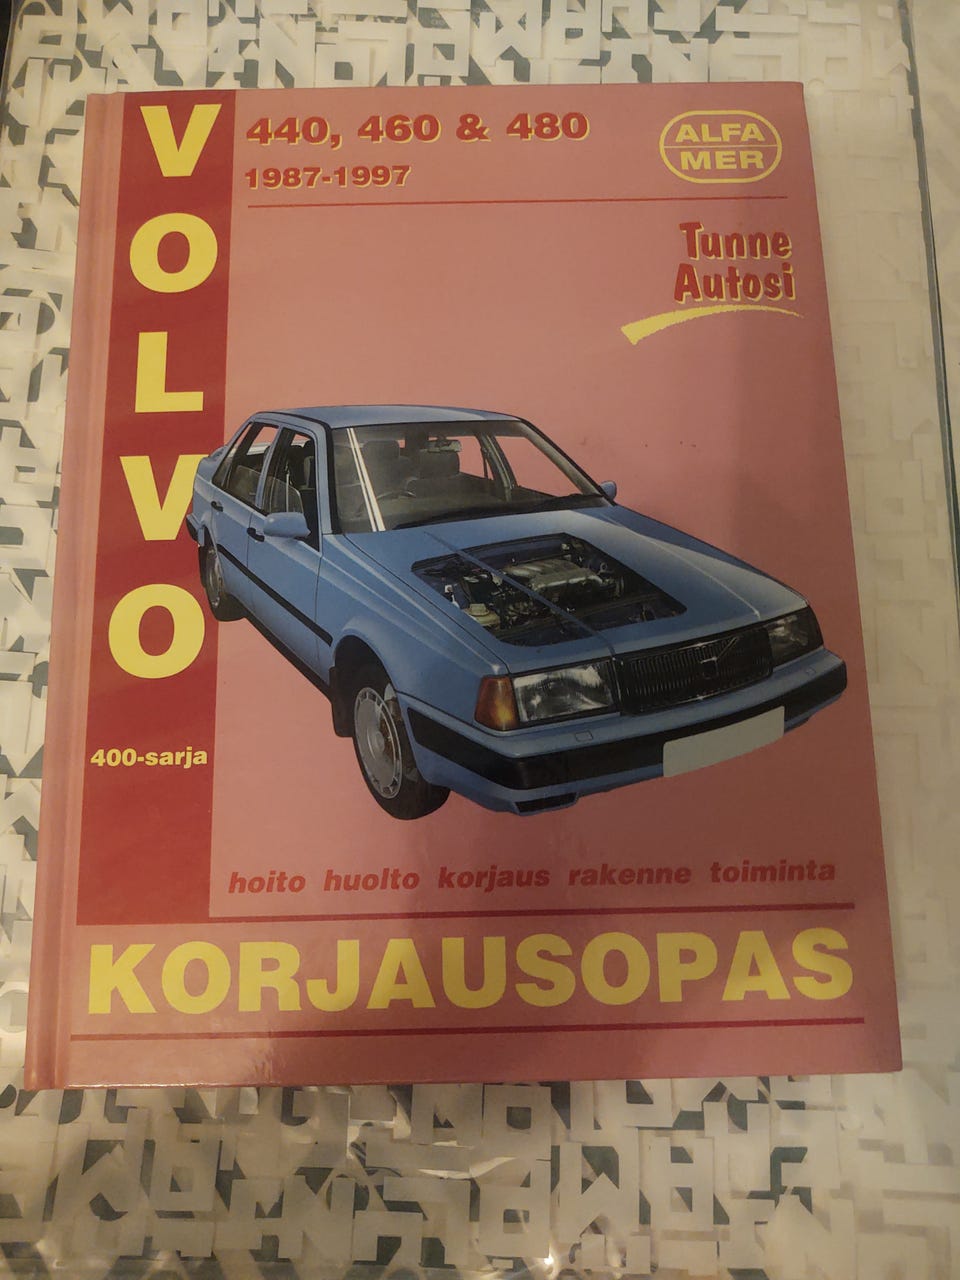 VOLVO
440, 460 & 480
1987-1997
ALFA
MER
Tunne
Autosi
400-sarja
hoito huolto korjaus rakenne toiminta
KORJAUSOPAS